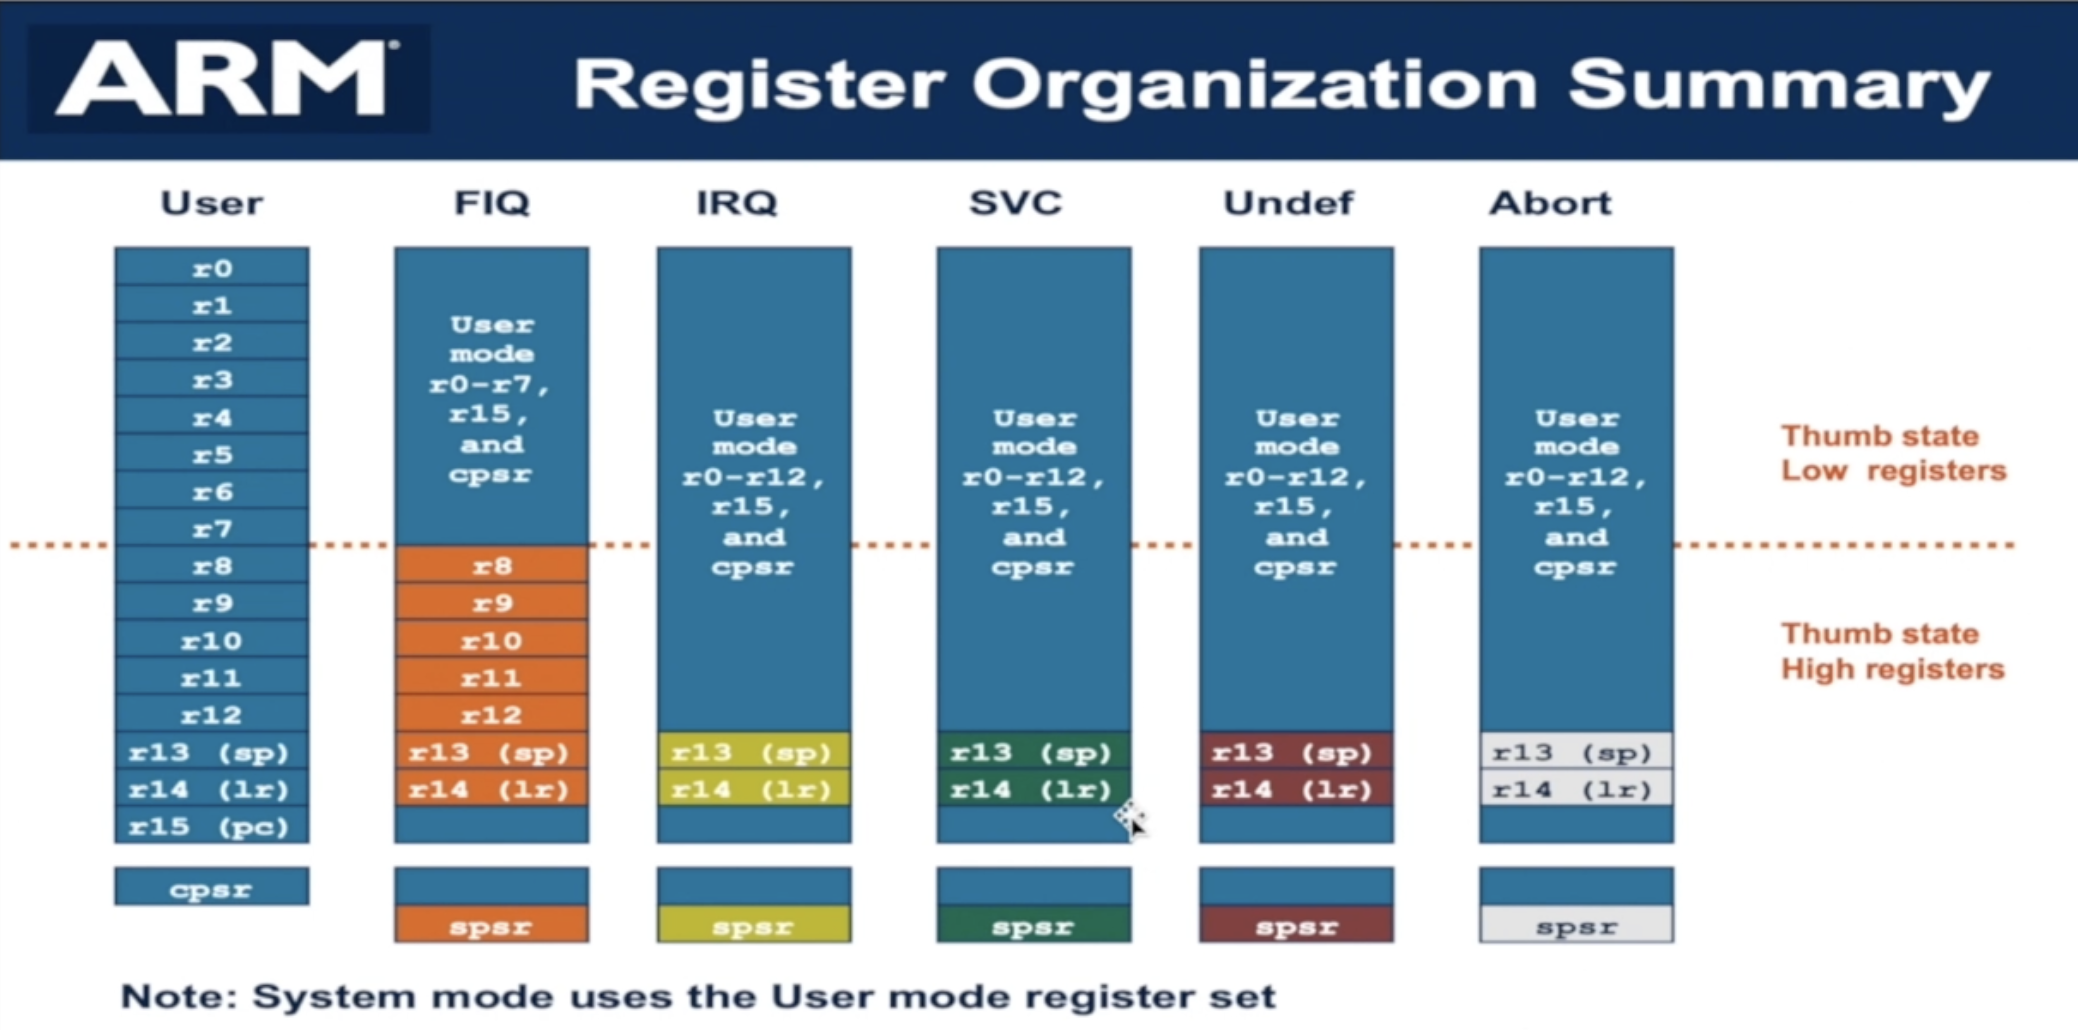 ARM
Register Organization Summary
User
FIQ
IRQ
SVC
Undef
Abort
r0
r1
r2
r3
r4
r5
r6
r7
r8
r9
r10
r11
r12
r13 (sp)
r14 (lr)
r15 (pc)
cpsr
User
mode
r0-r7,
r15,
and
cpsr
r8
r9
r10
r11
r12
r13 (sp)
r14 (lr)
spsr
User
mode
r0-r12,
r15,
and
cpsr
r13 (sp)
r14 (lr)
spsr
User
mode
r0-r12,
r15,
and
cpsr
r13 (sp)
r14 (lr)
spsr
User
mode
r0-r12,
r15,
and
cpsr
r13 (sp)
r14 (lr)
spsr
User
mode
r0-r12,
r15,
and
cpsr
r13 (sp)
r14 (lr)
spsr
Thumb state
Low registers
Thumb state
High registers
Note: System mode uses the User mode register set